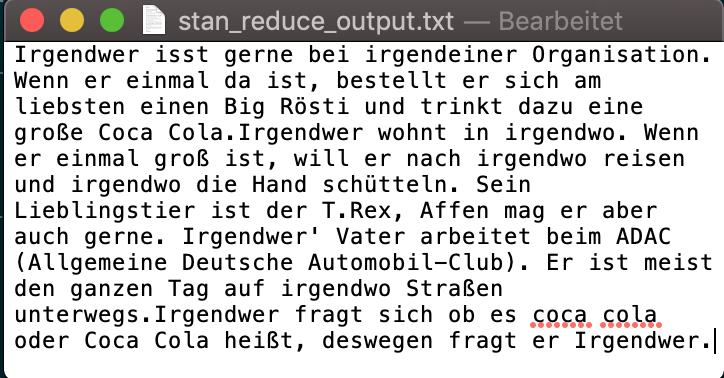 stan_reduce_output.txt — Bearbeitet
Irgendwer isst gerne bei irgendeiner Organisation.
Wenn er einmal da ist, bestellt er sich am
liebsten einen Big Rösti und trinkt dazu eine
große Coca Cola.Irgendwer wohnt in irgendwo. Wenn
er einmal groß ist, will er nach irgendwo reisen
und irgendwo die Hand schütteln. Sein
Lieblingstier ist der T.Rex, Affen mag er aber
auch gerne. Irgendwer' Vater arbeitet beim ADAC
(Allgemeine Deutsche Automobil-Club). Er ist meist
den ganzen Tag auf irgendwo Straßen
unterwegs.Irgendwer fragt sich ob es coca cola
oder Coca Cola heißt, deswegen fragt er Irgendwer.